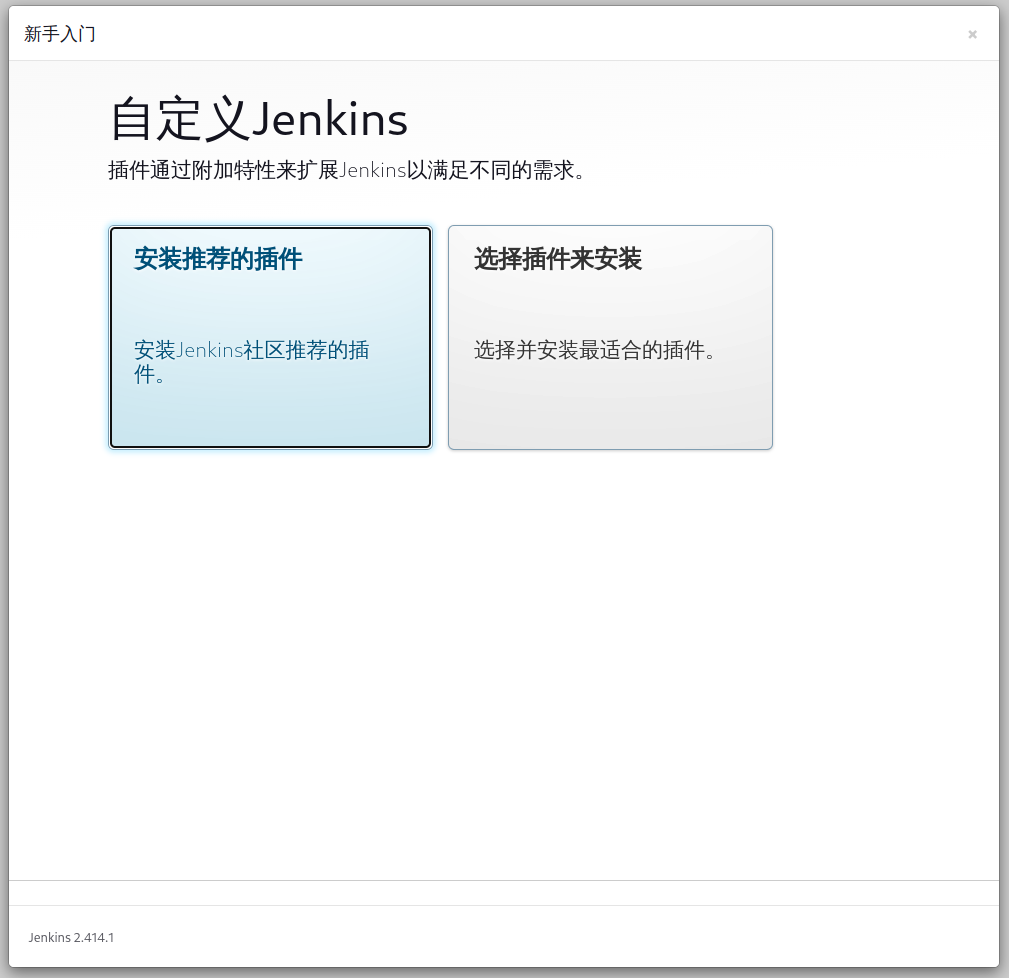 新手入门
×
自定义Jenkins
插件通过附加特性来扩展Jenkins以满足不同的需求。
安装推荐的插件
安装Jenkins社区推荐的插
件。
选择插件来安装
选择并安装最适合的插件。
Jenkins 2.414.1